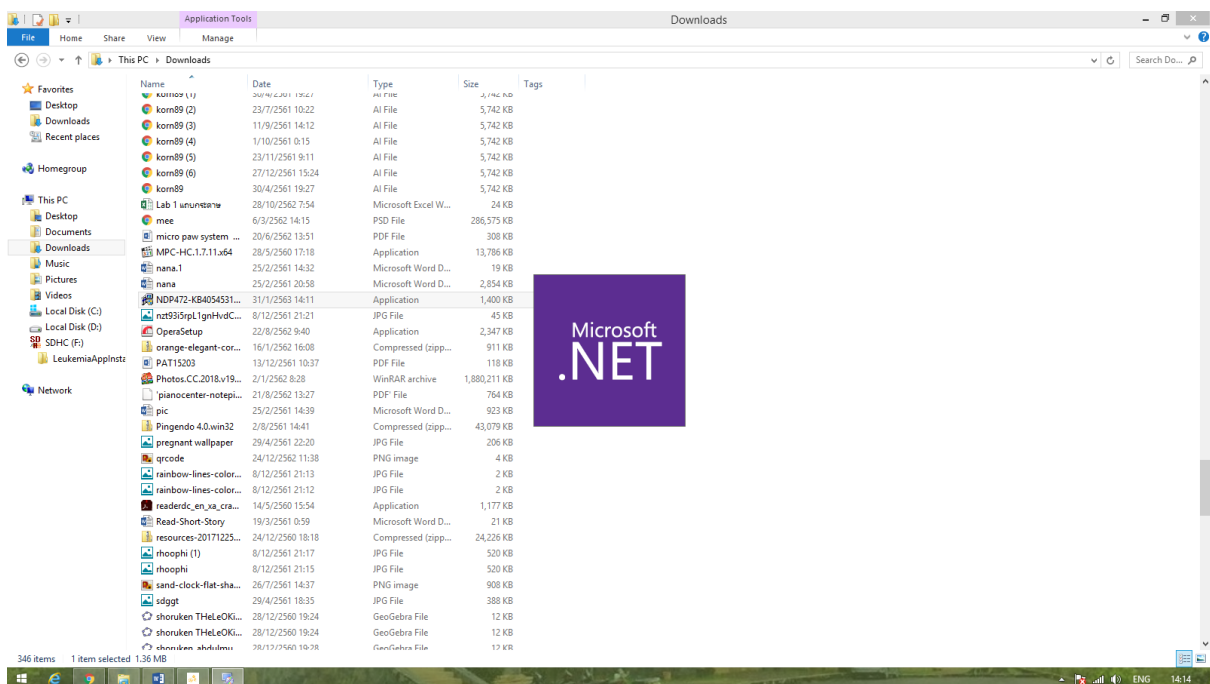 Application Tools
Downloads
File Home Share View Manage
This PC Downloads Search Do...
Name Date Type Size Tags
Favorites
Desktop
Downloads
Recent places
Homegroup
This PC
Desktop
Documents
Downloads
Music
Pictures
Videos
Local Disk (C:)
Local Disk (D:)
SDHC (F:)
LeukemiaAppInsta
Network
korn89 (1) 30/4/2561 19:27 AI File 5,742 KB
korn89 (2) 23/7/2561 10:22 AI File 5,742 KB
korn89 (3) 11/9/2561 14:12 AI File 5,742 KB
korn89 (4) 1/10/2561 0:15 AI File 5,742 KB
korn89 (5) 23/11/2561 9:11 AI File 5,742 KB
korn89 (6) 27/12/2561 15:24 AI File 5,742 KB
korn89 30/4/2561 19:27 AI File 5,742 KB
Lab 1 28/10/2562 7:54 Microsoft Excel W... 24 KB
mee 6/3/2562 14:15 PSD File 286,575 KB
micro paw system ... 20/6/2562 13:51 PDF File 308 KB
MPC-HC.1.7.11.x64 28/5/2560 17:18 Application 13,786 KB
nana.1 25/2/2561 14:32 Microsoft Word D... 19 KB
nana 25/2/2561 20:58 Microsoft Word D... 2,854 KB
NDP472-KB4054531... 31/1/2563 14:11 Application 1,400 KB
nzt93i5rpL1gnHvdC... 8/12/2561 21:21 JPG File 45 KB
OperaSetup 22/8/2562 9:40 Application 2,347 KB
orange-elegant-cor... 16/1/2562 16:08 Compressed (zipp... 911 KB
PAT15203 13/12/2561 10:37 PDF File 118 KB
Photos.CC.2018.v19... 2/1/2562 8:28 WinRAR archive 1,880,211 KB
'pianocenter-notepi... 21/8/2562 13:27 PDF' File 764 KB
pic 25/2/2561 14:39 Microsoft Word D... 923 KB
Pingendo 4.0.win32 2/8/2561 14:41 Compressed (zipp... 43,079 KB
pregnant wallpaper 29/4/2561 22:20 JPG File 206 KB
qrcode 24/12/2562 11:38 PNG image 4 KB
rainbow-lines-color... 8/12/2561 21:13 JPG File 2 KB
rainbow-lines-color... 8/12/2561 21:12 JPG File 2 KB
readerdc_en_xa_cra... 14/5/2560 15:54 Application 1,177 KB
Read-Short-Story 19/3/2561 0:59 Microsoft Word D... 21 KB
resources-20171225... 24/12/2560 18:18 Compressed (zipp... 24,226 KB
rhoophi (1) 8/12/2561 21:17 JPG File 520 KB
rhoophi 8/12/2561 21:15 JPG File 520 KB
sand-clock-flat-sha... 26/7/2561 14:37 PNG image 908 KB
sdggt 29/4/2561 18:35 JPG File 388 KB
shoruken THeLeOKi... 28/12/2560 19:24 GeoGebra File 12 KB
shoruken THeLeOKi... 28/12/2560 19:24 GeoGebra File 12 KB
shoruken abdulmu... 28/12/2560 19:28 GeoGebra File 12 KB
Microsoft
.NET
346 items 1 item selected 1.36 MB
ENG 14:14